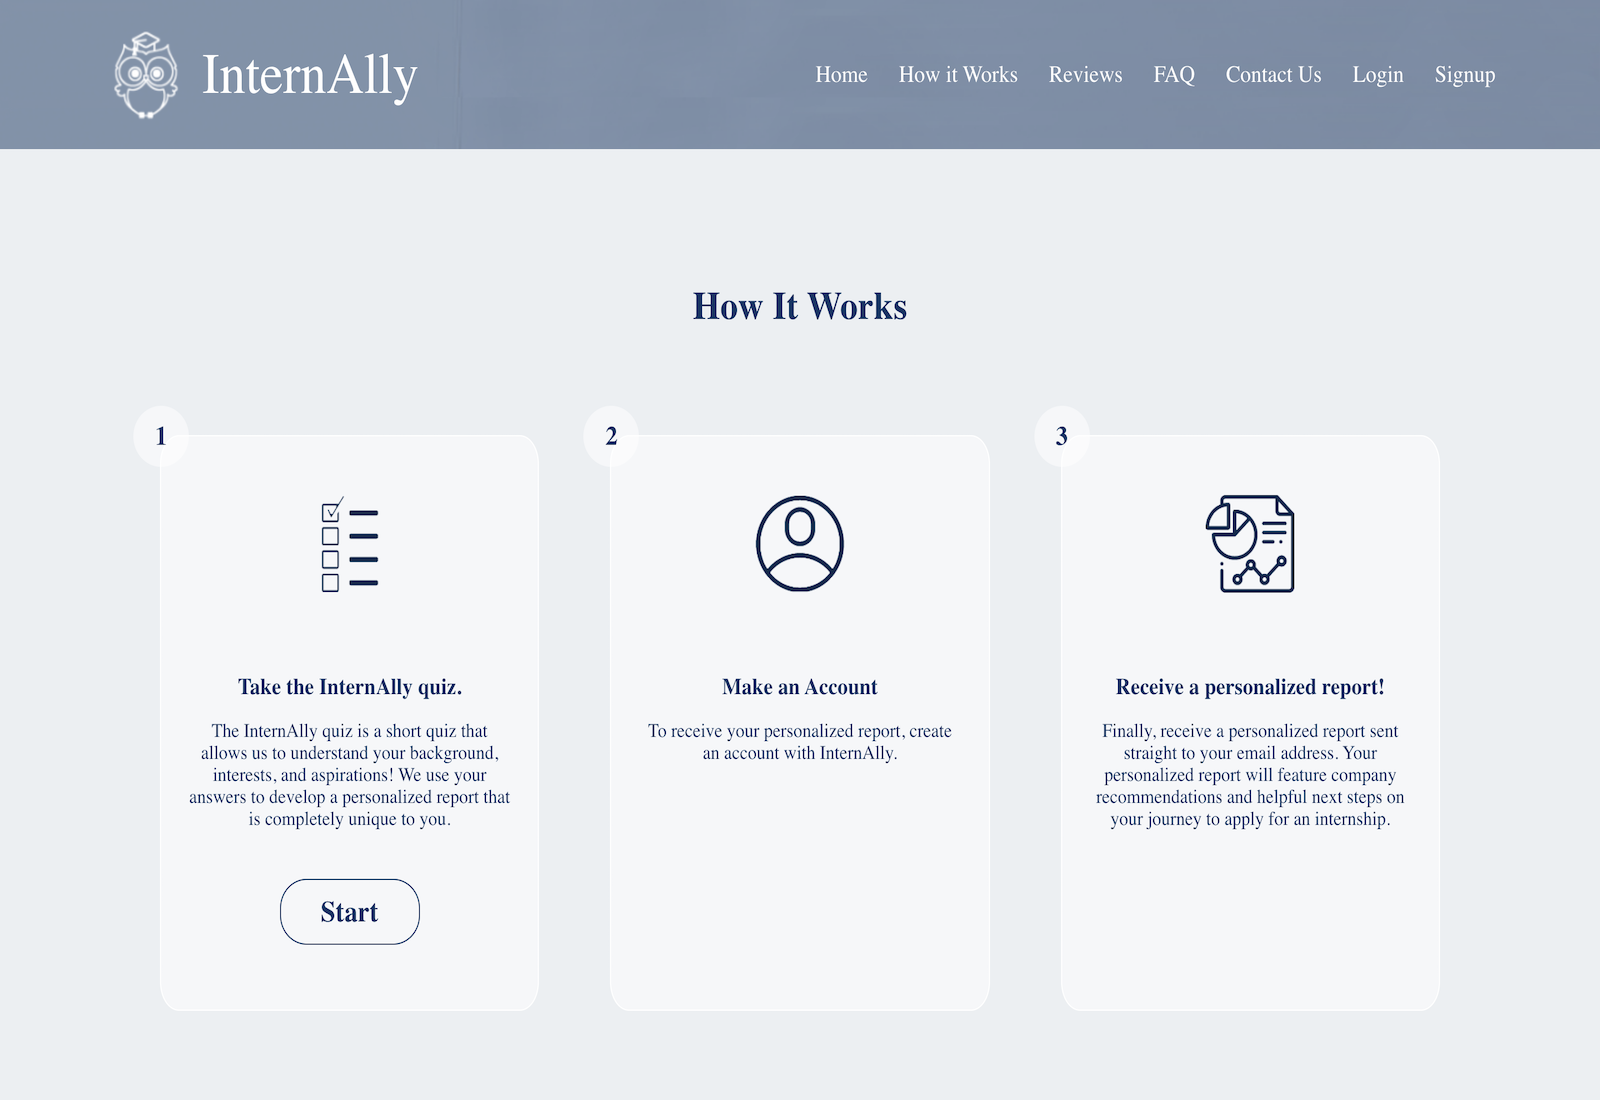 InternAlly
Home How it Works Reviews FAQ Contact Us Login Signup
How It Works
1
Take the InternAlly quiz.
The InternAlly quiz is a short quiz that
allows us to understand your background,
interests, and aspirations! We use your
answers to develop a personalized report that
is completely unique to you.
Start
2
Make an Account
To receive your personalized report, create
an account with InternAlly.
3
Receive a personalized report!
Finally, receive a personalized report sent
straight to your email address. Your
personalized report will feature company
recommendations and helpful next steps on
your journey to apply for an internship.